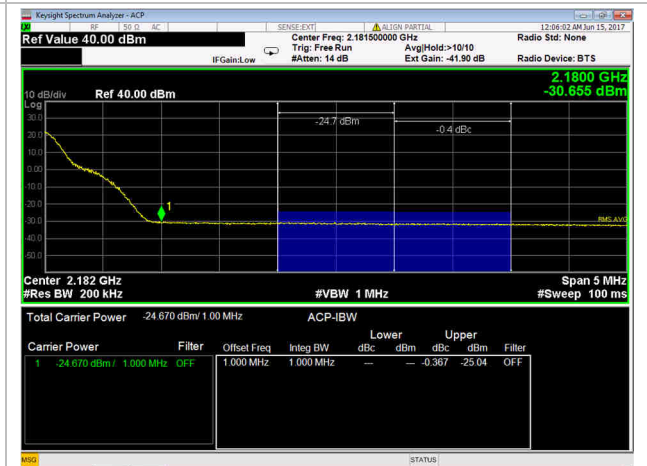 Keysight Spectrum Analyzer - ACP
RF 50 Ω AC SENSE:EXT ALIGN PARTIAL 12:06:02 AM Jun 15, 2017
Ref Value 40.00 dBm Center Freq: 2.181500000 GHz Radio Std: None
Trig: Free Run Avg|Hold:>10/10
IFGain:Low #Atten: 14 dB Ext Gain: -41.90 dB Radio Device: BTS
2.1800 GHz
10 dB/div Ref 40.00 dBm -30.655 dBm
Log
30.0
-24.7 dBm
-0.4 dBc
20.0
10.0
0.00
-10.0
-20.0
1
-30.0
RMS AVG
-40.0
-50.0
Center 2.182 GHz Span 5 MHz
#Res BW 200 kHz #VBW 1 MHz #Sweep 100 ms
Total Carrier Power -24.670 dBm/ 1.00 MHz ACP-IBW
Lower Upper
Carrier Power Filter Offset Freq Integ BW dBc dBm dBc dBm Filter
1 -24.670 dBm / 1.000 MHz OFF 1.000 MHz 1.000 MHz --- --- -0.367 -25.04 OFF
MSG STATUS